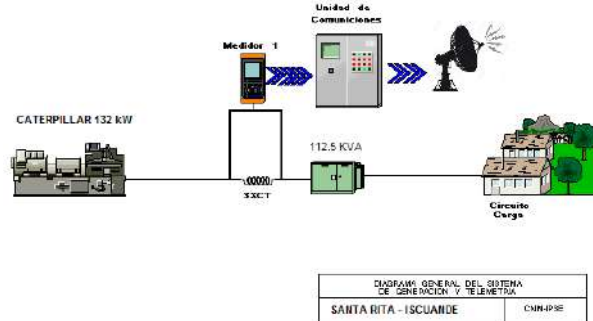 Unidad de
Comuniciones
Medidor 1
CATERPILLAR 132 kW
112.5 KVA
3XCT
Circuito
Carga
DIAGRAMA GENERAL DEL SISTEMA
DE GENERACION Y TELEMETRIA
SANTA RITA - ISCUANDE